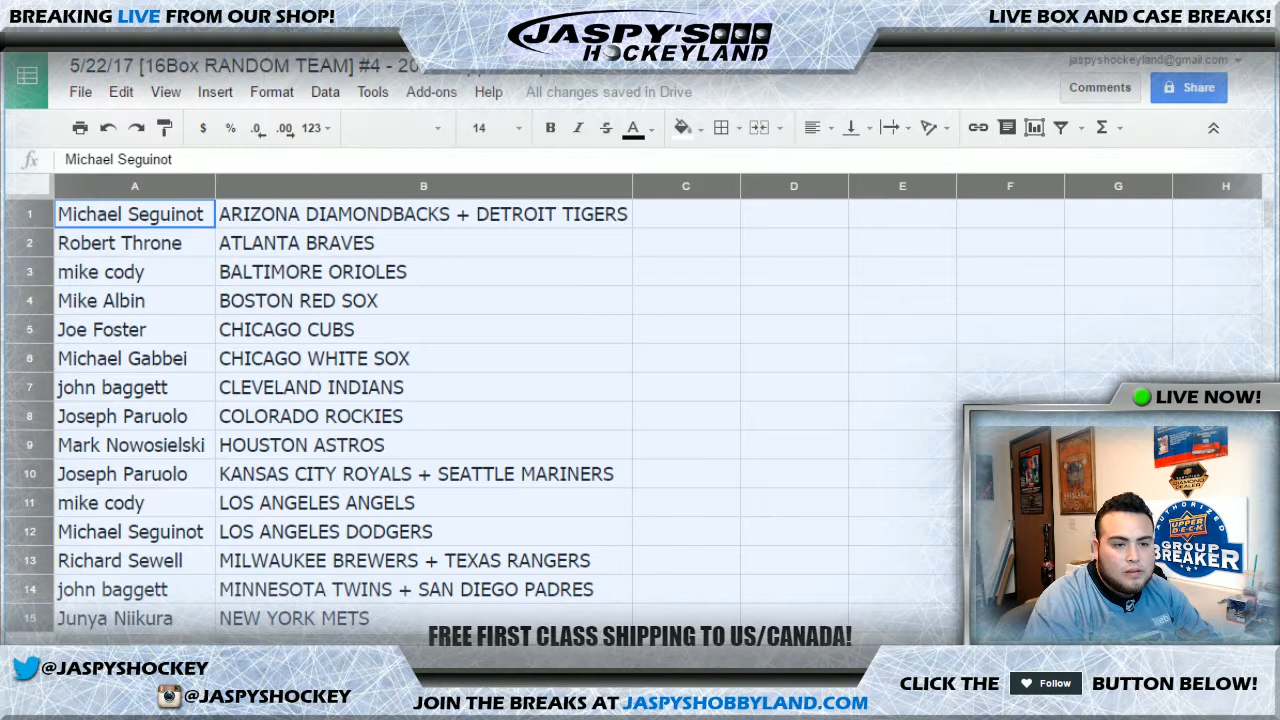 BREAKING LIVE FROM OUR SHOP!
JASPY'S
HOCKEYLAND
LIVE BOX AND CASE BREAKS!
5/22/17 [16Box RANDOM TEAM] #4 - 20
jaspyshockeyland@gmail.com
File Edit View Insert Format Data Tools Add-ons Help All changes saved in Drive
Comments
Share
$ % .0 .00 123 14 B I S A Σ
fx Michael Seguinot
A B C D E F G H
1 Michael Seguinot ARIZONA DIAMONDBACKS + DETROIT TIGERS
2 Robert Throne ATLANTA BRAVES
3 mike cody BALTIMORE ORIOLES
4 Mike Albin BOSTON RED SOX
5 Joe Foster CHICAGO CUBS
6 Michael Gabbei CHICAGO WHITE SOX
7 john baggett CLEVELAND INDIANS
8 Joseph Paruolo COLORADO ROCKIES
9 Mark Nowosielski HOUSTON ASTROS
10 Joseph Paruolo KANSAS CITY ROYALS + SEATTLE MARINERS
11 mike cody LOS ANGELES ANGELS
12 Michael Seguinot LOS ANGELES DODGERS
13 Richard Sewell MILWAUKEE BREWERS + TEXAS RANGERS
14 john baggett MINNESOTA TWINS + SAN DIEGO PADRES
15 Junya Niikura NEW YORK METS
LIVE NOW!
DIAMOND
DEALER
AUTHORIZED
UPPER DECK
GROUP
BREAKER
FREE FIRST CLASS SHIPPING TO US/CANADA!
@JASPYSHOCKEY
@JASPYSHOCKEY
JOIN THE BREAKS AT JASPYSHOBBYLAND.COM
CLICK THE Follow BUTTON BELOW!